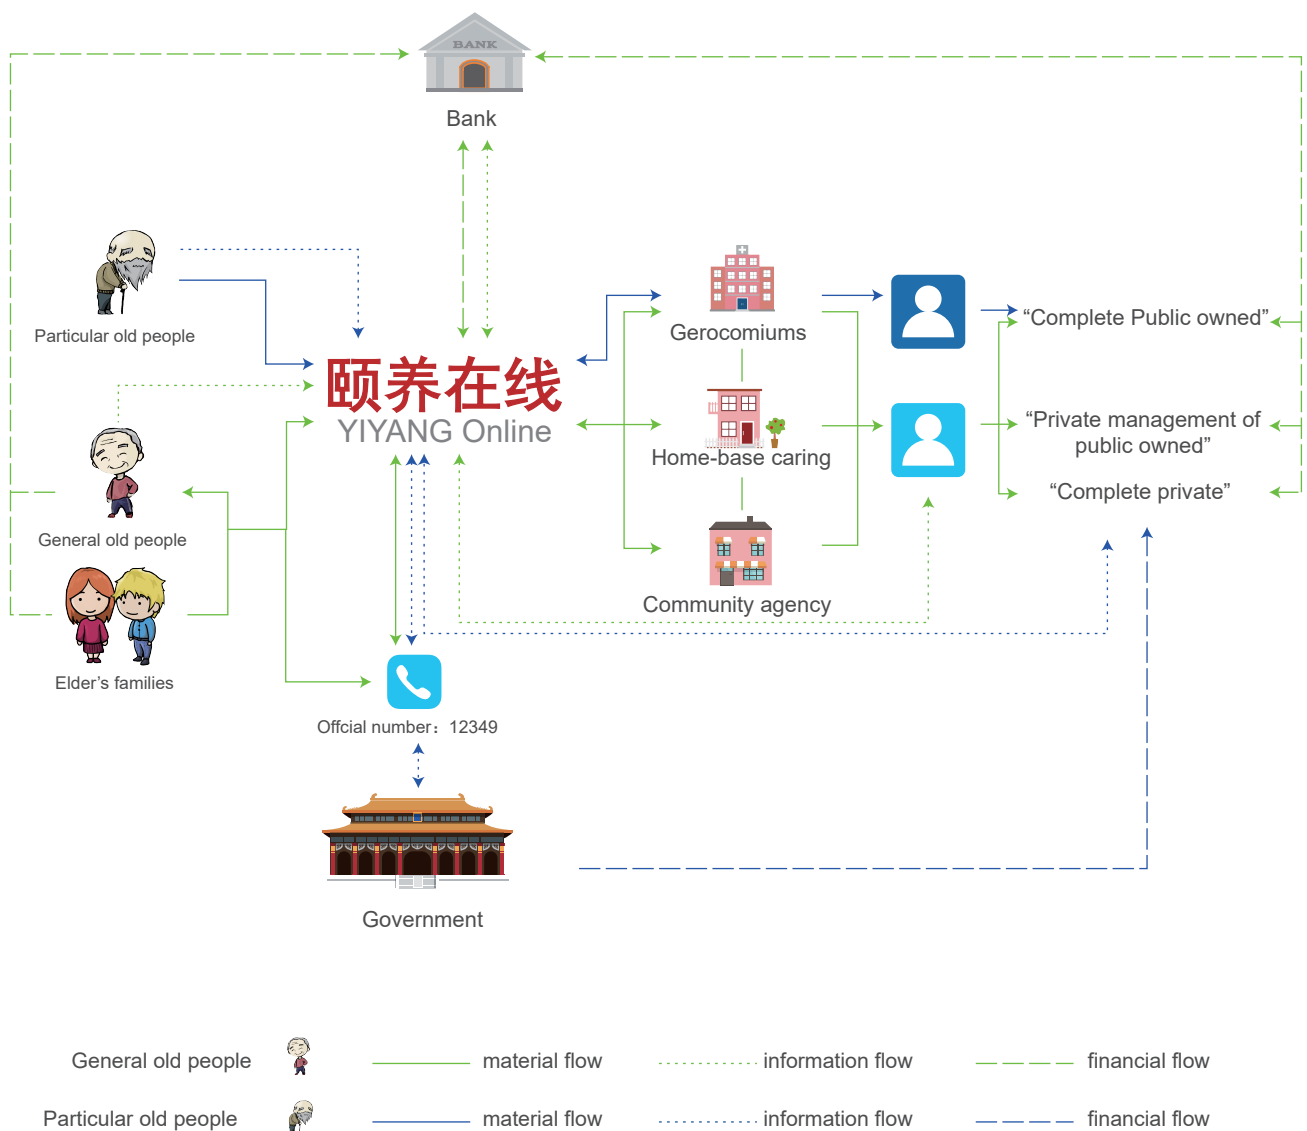 BANK
Bank
Particular old people
颐养在线
YIYANG Online
Gerocomiums
“Complete Public owned”
Home-base caring
“Private management of
public owned”
“Complete private”
General old people
Community agency
Elder’s families
Offcial number：12349
Government
General old people material flow information flow financial flow
Particular old people material flow information flow financial flow